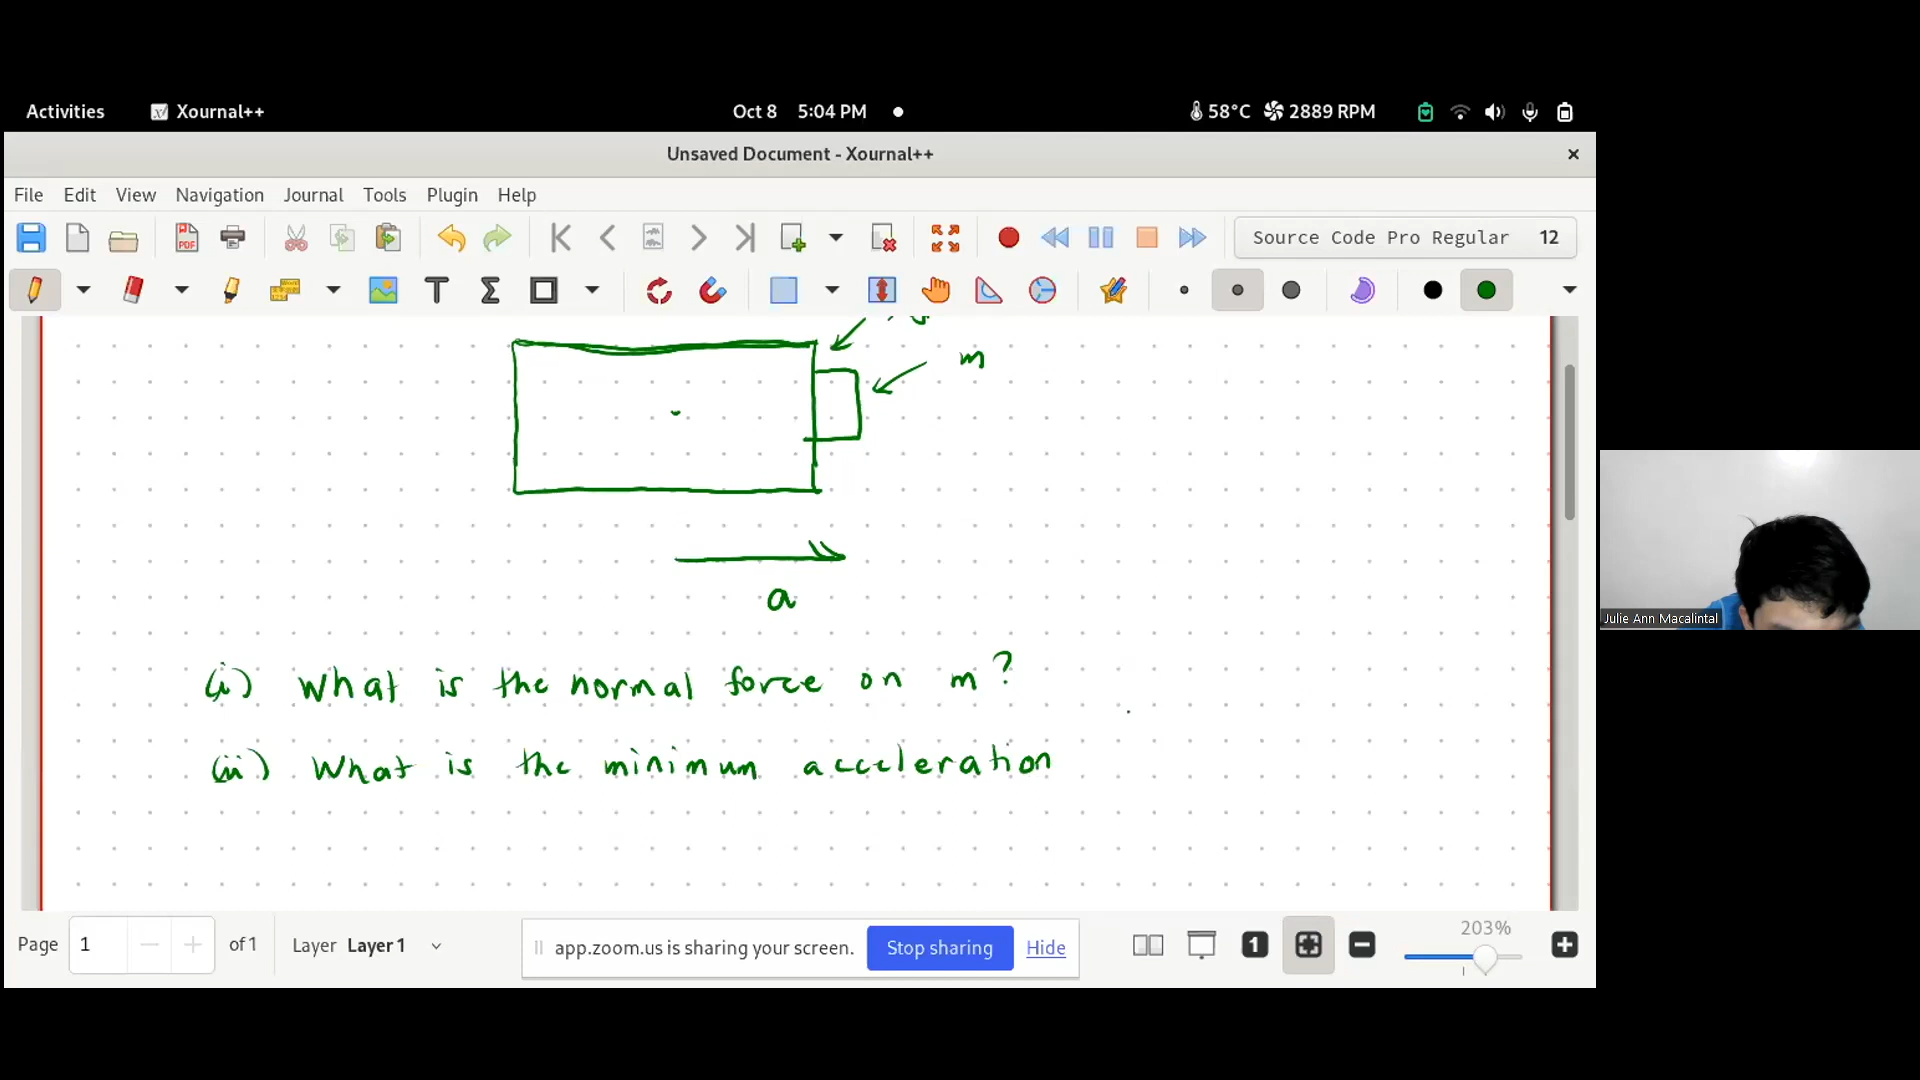 Activities Xournal++ Oct 8 5:04 PM 58°C 2889 RPM
Unsaved Document - Xournal++
File Edit View Navigation Journal Tools Plugin Help
Source Code Pro Regular 12
m
a
(i) What is the normal force on m?
(ii) What is the minimum acceleration
Julie Ann Macalintal
Page 1 of 1 Layer Layer 1 app.zoom.us is sharing your screen. Stop sharing Hide 1 203%